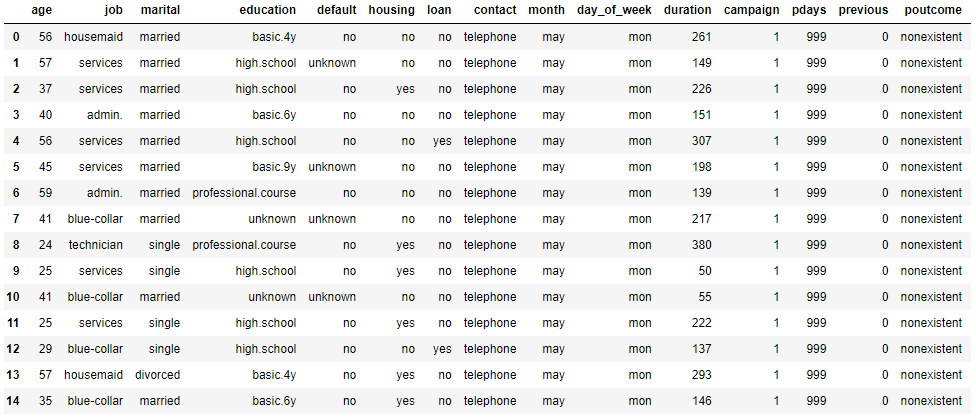 age job marital education default housing loan contact month day_of_week duration campaign pdays previous poutcome
0 56 housemaid married basic.4y no no no telephone may mon 261 1 999 0 nonexistent
1 57 services married high.school unknown no no telephone may mon 149 1 999 0 nonexistent
2 37 services married high.school no yes no telephone may mon 226 1 999 0 nonexistent
3 40 admin. married basic.6y no no no telephone may mon 151 1 999 0 nonexistent
4 56 services married high.school no no yes telephone may mon 307 1 999 0 nonexistent
5 45 services married basic.9y unknown no no telephone may mon 198 1 999 0 nonexistent
6 59 admin. married professional.course no no no telephone may mon 139 1 999 0 nonexistent
7 41 blue-collar married unknown unknown no no telephone may mon 217 1 999 0 nonexistent
8 24 technician single professional.course no yes no telephone may mon 380 1 999 0 nonexistent
9 25 services single high.school no yes no telephone may mon 50 1 999 0 nonexistent
10 41 blue-collar married unknown unknown no no telephone may mon 55 1 999 0 nonexistent
11 25 services single high.school no yes no telephone may mon 222 1 999 0 nonexistent
12 29 blue-collar single high.school no no yes telephone may mon 137 1 999 0 nonexistent
13 57 housemaid divorced basic.4y no yes no telephone may mon 293 1 999 0 nonexistent
14 35 blue-collar married basic.6y no yes no telephone may mon 146 1 999 0 nonexistent